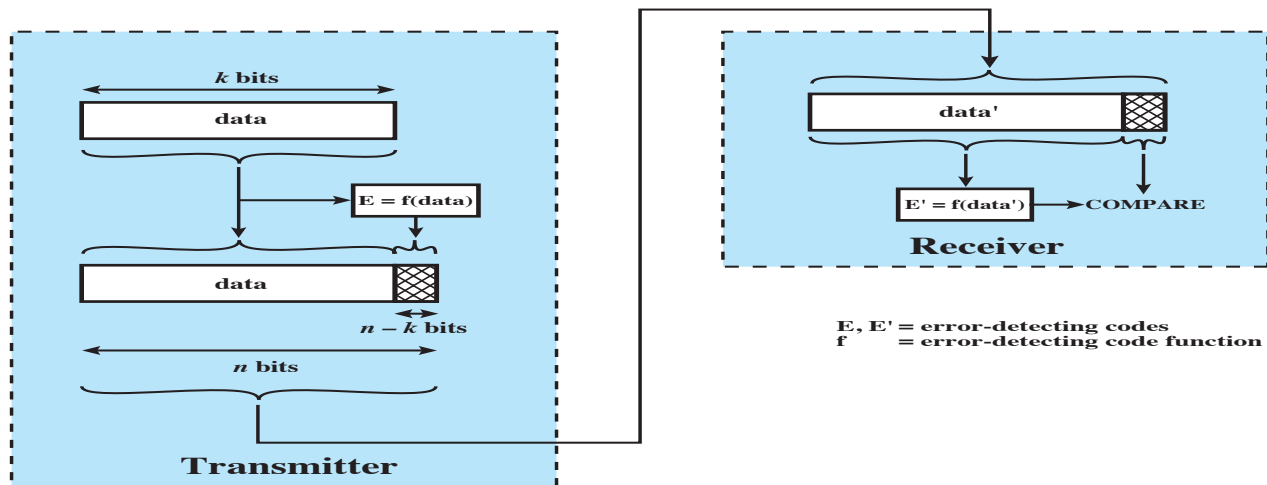 k bits
data
E = f(data)
data
n – k bits
n bits
Transmitter
data'
E' = f(data')
COMPARE
Receiver
E, E' = error-detecting codes
f = error-detecting code function